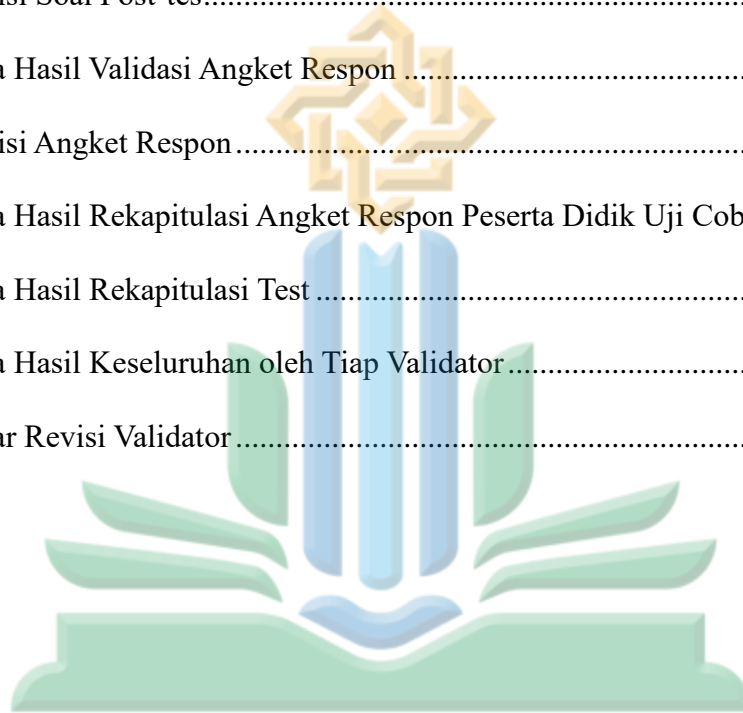 si Soal Post-tes....................
a Hasil Validasi Angket Respon ....................
isi Angket Respon....................
a Hasil Rekapitulasi Angket Respon Peserta Didik Uji Cob
a Hasil Rekapitulasi Test ....................
a Hasil Keseluruhan oleh Tiap Validator....................
ar Revisi Validator....................